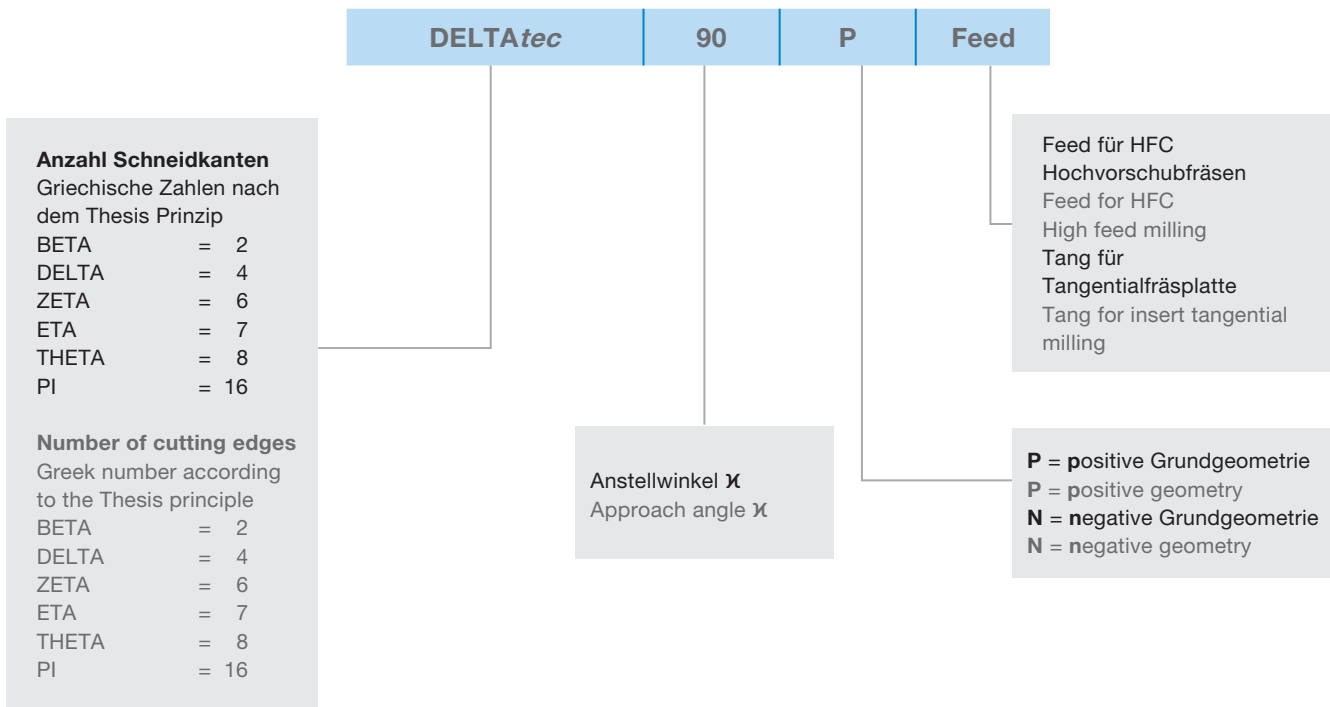 DELTAtec 90 P Feed
Anzahl Schneidkanten
Griechische Zahlen nach
dem Thesis Prinzip
BETA = 2
DELTA = 4
ZETA = 6
ETA = 7
THETA = 8
PI = 16
Number of cutting edges
Greek number according
to the Thesis principle
BETA = 2
DELTA = 4
ZETA = 6
ETA = 7
THETA = 8
PI = 16
Anstellwinkel ϰ
Approach angle ϰ
Feed für HFC
Hochvorschubfräsen
Feed for HFC
High feed milling
Tang für
Tangentialfräsplatte
Tang for insert tangential
milling
P = positive Grundgeometrie
P = positive geometry
N = negative Grundgeometrie
N = negative geometry